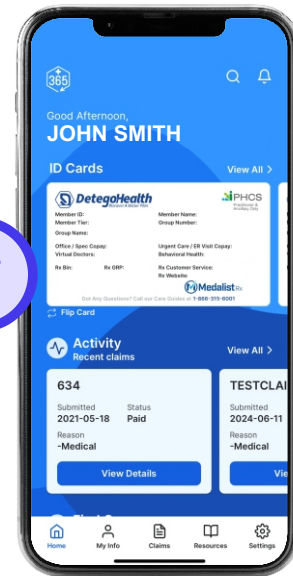 365
Good Afternoon,
JOHN SMITH
ID Cards View All >
DetegoHealth
PHCS
Member ID: Member Name:
Member Tier: Group Number:
Group Name:
Office / Spec Copay: Urgent Care / ER Visit Copay:
Virtual Doctors: Behavioral Health:
Rx Bin: Rx GRP: Rx Customer Service:
Rx Website:
Medalist Rx
Got Any Questions? Call our Care Guides at 1-866-315-6001
Flip Card
Activity
Recent claims View All >
634 TESTCLAI
Submitted Status Submitted
2021-05-18 Paid 2024-06-11
Reason Reason
-Medical -Medical
View Details Vie
Home My Info Claims Resources Settings